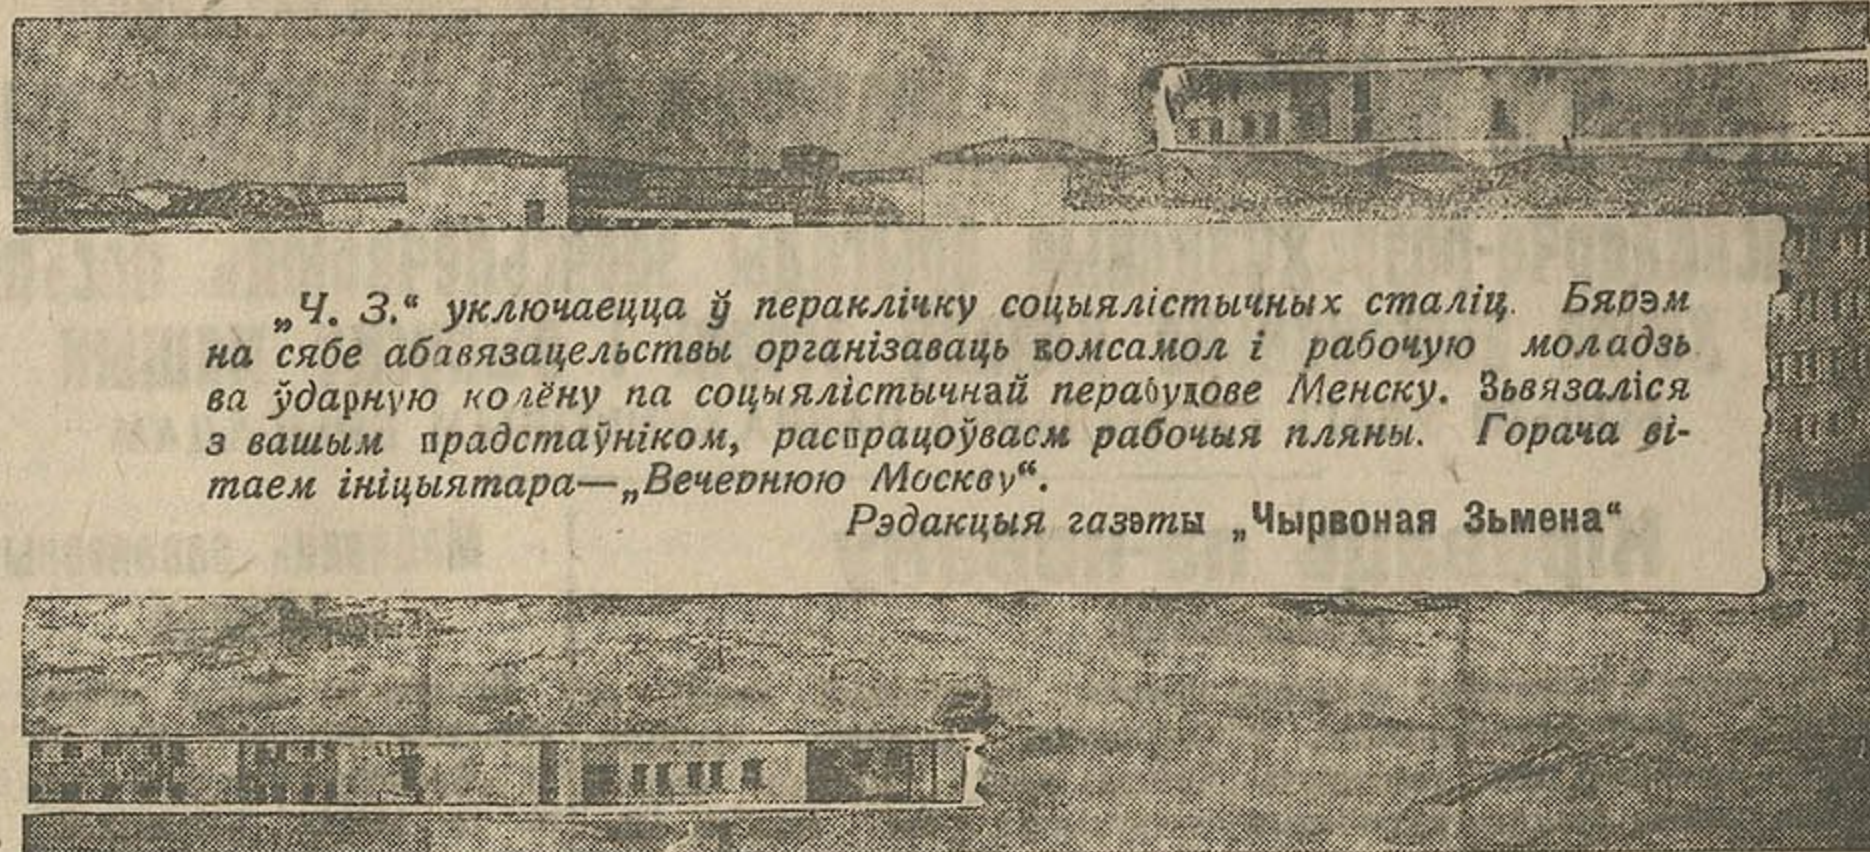 „Ч. З.“ уключаецца ў пераклічку соцыялістычных сталіц. Бярэм
на сябе абавязацельствы організаваць комсамол і рабочую моладзь
ва ўдарную колёну па соцыялістычнай перабудове Менску. Зьвязаліся
з вашым прадстаўніком, распрацоўваем рабочыя пляны. Горача ві-
таем ініцыятара—„Вечернюю Москву“.
Рэдакцыя газэты „Чырвоная Зьмена“